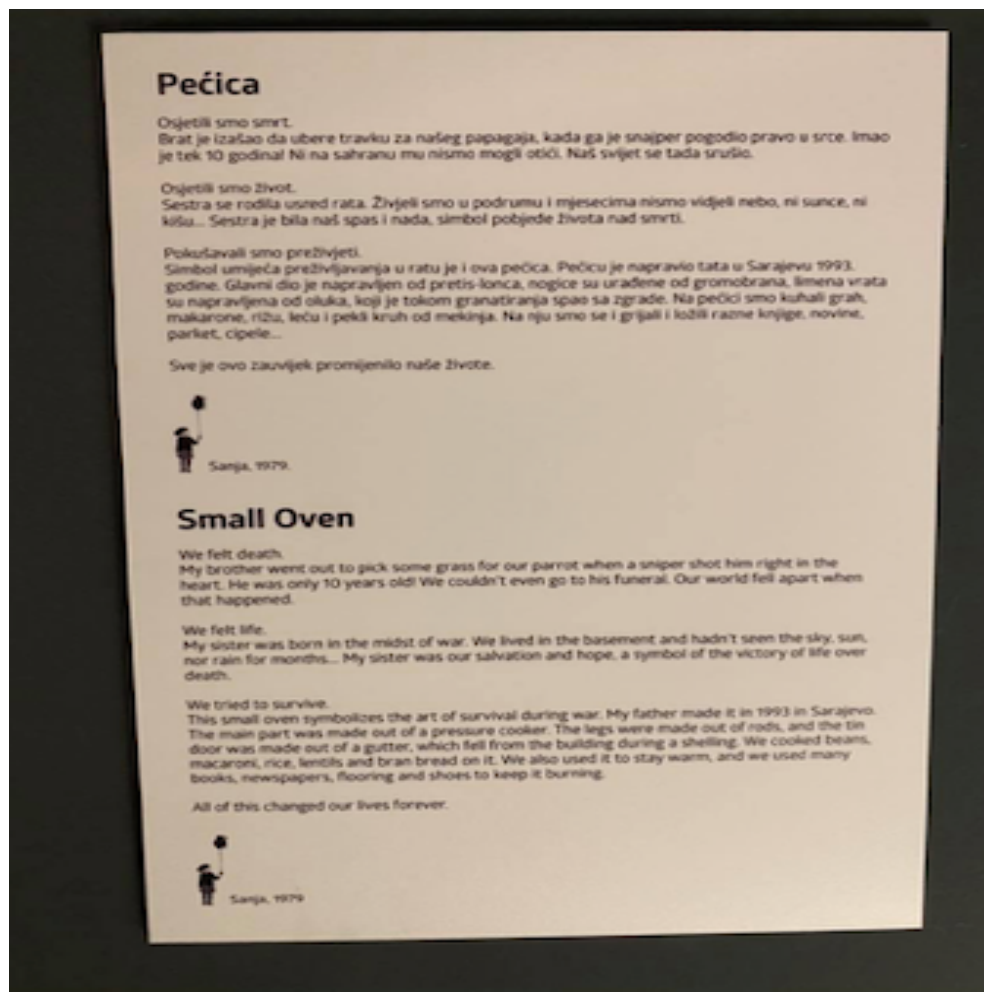 Pećica
Osjetili smo smrt.
Brat je izašao da ubere travku za našeg papagaja, kada ga je snajper pogodio pravo u srce. Imao
je tek 10 godina! Ni na sahranu mu nismo mogli otići. Naš svijet se tada srušio.
Osjetili smo život.
Sestra se rodila usred rata. Živjeli smo u podrumu i mjesecima nismo vidjeli nebo, ni sunce, ni
kišu... Sestra je bila naš spas i nada, simbol pobjede života nad smrti.
Pokušavali smo preživjeti.
Simbol umijeća preživljavanja u ratu je i ova pećica. Pećicu je napravio tata u Sarajevu 1993.
godine. Glavni dio je napravljen od pretis-lonca, nogice su urađene od gromobrana, limena vrata
su napravljena od oluka, koji je tokom granatiranja spao sa zgrade. Na pećici smo kuhali grah,
makarone, rižu, leću i pekli kruh od mekinja. Na nju smo se i grijali i ložili razne knjige, novine,
parket, cipele...
Sve je ovo zauvijek promijenilo naše živote.
Sanja, 1979.
Small Oven
We felt death.
My brother went out to pick some grass for our parrot when a sniper shot him right in the
heart. He was only 10 years old! We couldn't even go to his funeral. Our world fell apart when
that happened.
We felt life.
My sister was born in the midst of war. We lived in the basement and hadn't seen the sky, sun,
nor rain for months... My sister was our salvation and hope, a symbol of the victory of life over
death.
We tried to survive.
This small oven symbolizes the art of survival during war. My father made it in 1993 in Sarajevo.
The main part was made out of a pressure cooker. The legs were made out of rods, and the tin
door was made out of a gutter, which fell from the building during a shelling. We cooked beans,
macaroni, rice, lentils and bran bread on it. We also used it to stay warm, and we used many
books, newspapers, flooring and shoes to keep it burning.
All of this changed our lives forever.
Sanja, 1979